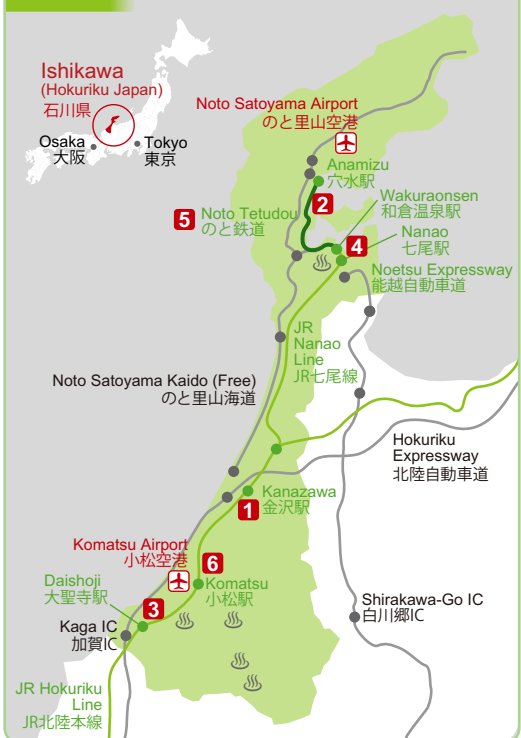 Ishikawa
(Hokuriku Japan)
石川県
Osaka
大阪
Tokyo
東京
Noto Satoyama Airport
のと里山空港
Anamizu
穴水駅
2
Wakuraonsen
和倉温泉駅
5
Noto Tetudou
のと鉄道
4
Nanao
七尾駅
Noetsu Expressway
能越自動車道
JR
Nanao
Line
JR七尾線
Noto Satoyama Kaido (Free)
のと里山海道
Hokuriku
Expressway
北陸自動車道
Kanazawa
金沢駅
1
Komatsu Airport
小松空港
6
Komatsu
小松駅
Daishoji
大聖寺駅
3
Shirakawa-Go IC
白川郷IC
Kaga IC
加賀IC
JR Hokuriku
Line
JR北陸本線